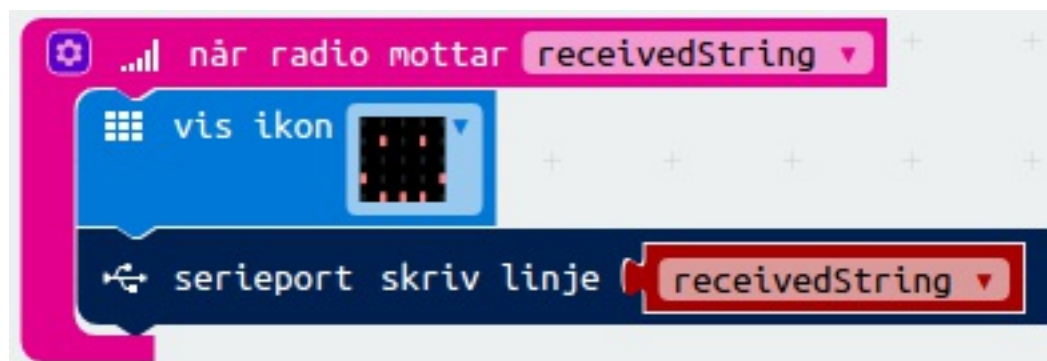 når radio mottar receivedString
vis ikon
serieport skriv linje receivedString